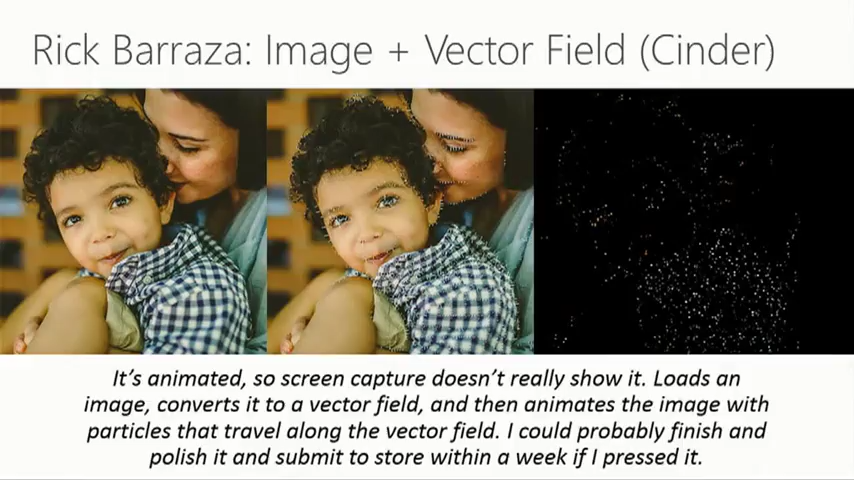 Rick Barraza: Image + Vector Field (Cinder)
It’s animated, so screen capture doesn’t really show it. Loads an
image, converts it to a vector field, and then animates the image with
particles that travel along the vector field. I could probably finish and
polish it and submit to store within a week if I pressed it.